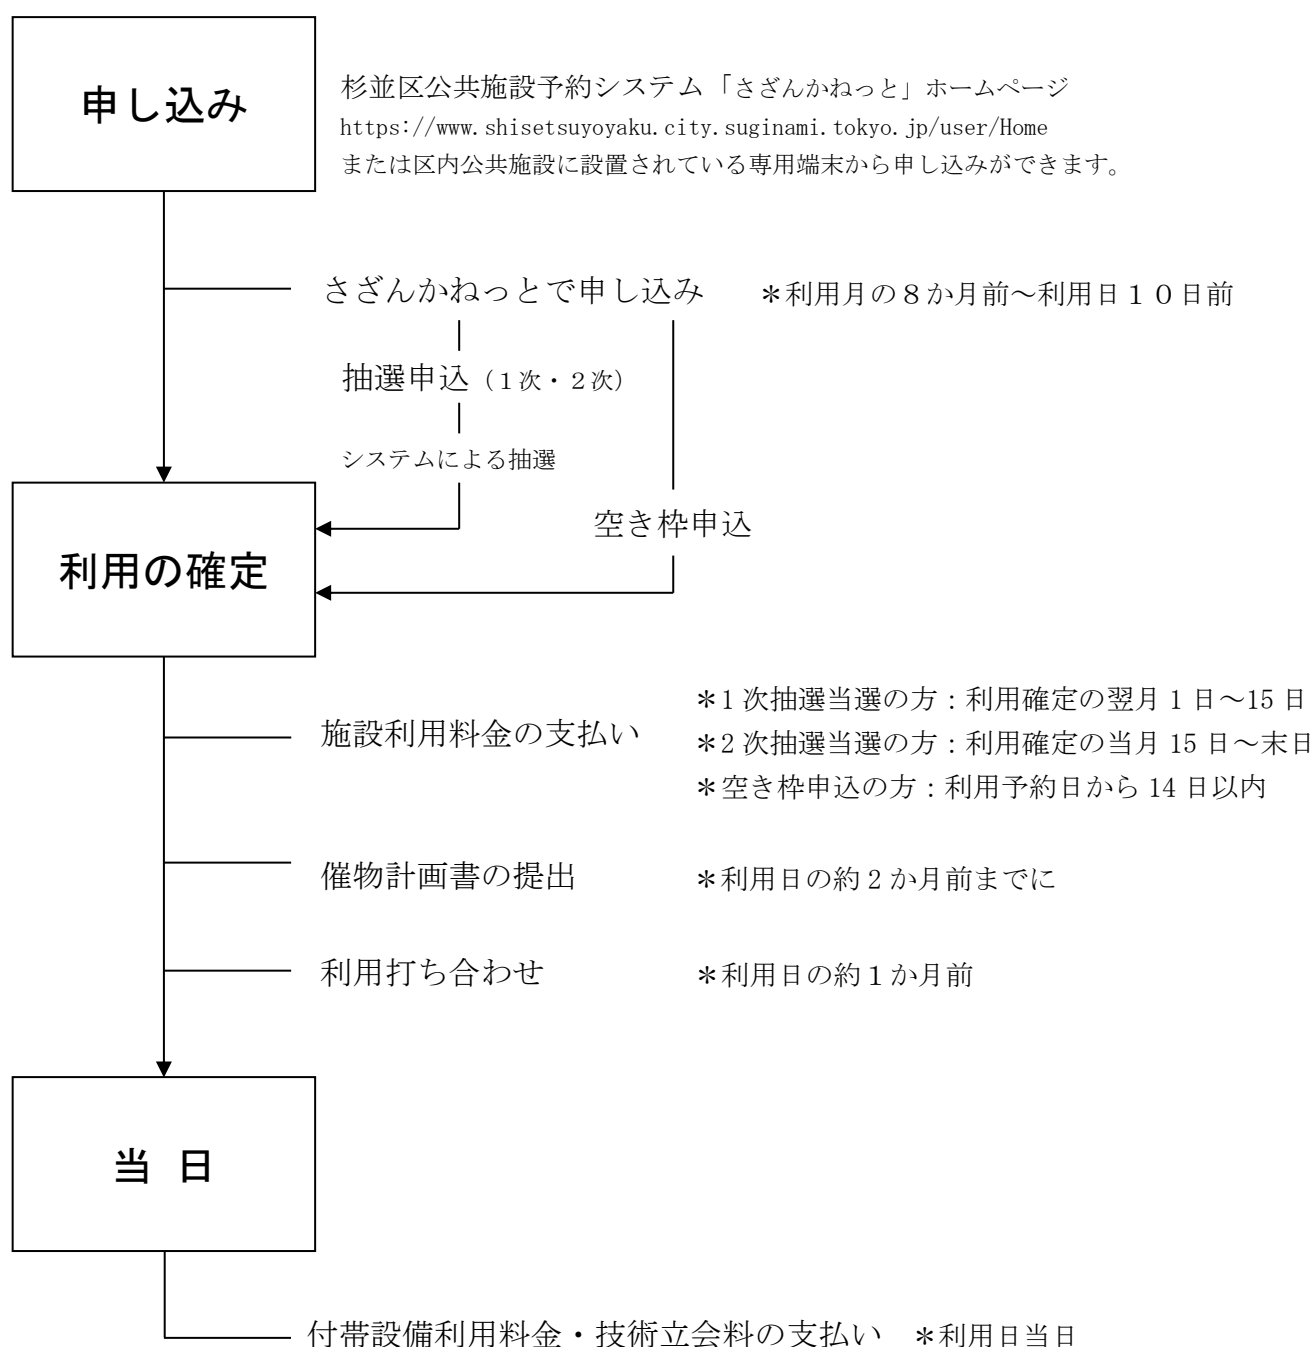 申し込み
杉並区公共施設予約システム「さざんかねっと」ホームページ
https://www.shisetsuyoyaku.city.suginami.tokyo.jp/user/Home
または区内公共施設に設置されている専用端末から申し込みができます。
さざんかねっとで申し込み　＊利用月の８か月前～利用日１０日前
抽選申込（１次・２次）
システムによる抽選
空き枠申込
利用の確定
＊1 次抽選当選の方：利用確定の翌月 1 日～15 日
施設利用料金の支払い　＊2 次抽選当選の方：利用確定の当月 15 日～末日
＊空き枠申込の方：利用予約日から 14 日以内
催物計画書の提出　＊利用日の約 2 か月前までに
利用打ち合わせ　＊利用日の約１か月前
当 日
付帯設備利用料金・技術立会料の支払い　＊利用日当日